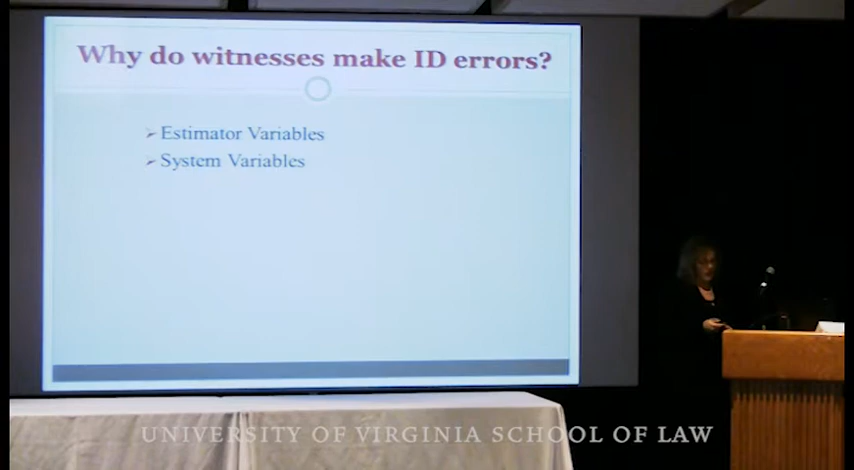 Why do witnesses make ID errors?
➢ Estimator Variables
➢ System Variables
UNIVERSITY OF VIRGINIA SCHOOL OF LAW